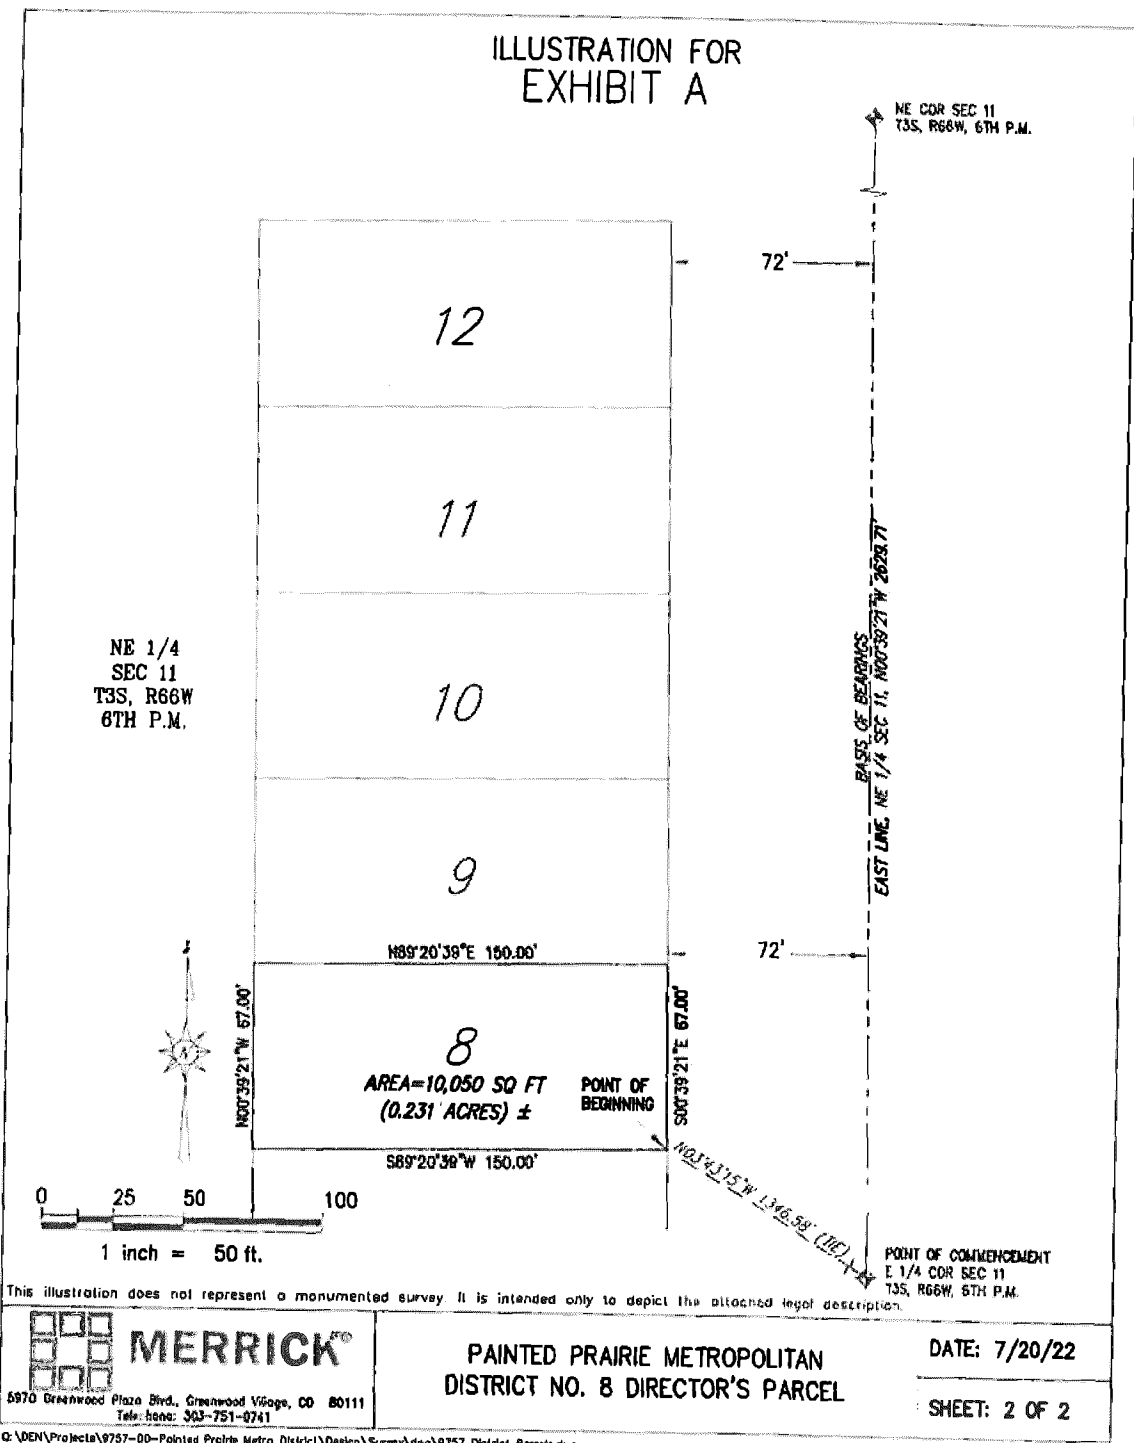 ILLUSTRATION FOR
EXHIBIT A
NE COR SEC 11
T3S, R66W, 6TH P.M.
72'
12
11
10
9
NE 1/4
SEC 11
T3S, R66W
6TH P.M.
BASIS OF BEARINGS
EAST LINE, NE 1/4 SEC 11, N00°39'21"W 2629.71'
N89°20'39"E 150.00'
72'
N00°39'21"W 67.00'
8
AREA=10,050 SQ FT
(0.231 ACRES) ±
POINT OF
BEGINNING
S00°39'21"E 67.00'
S89°20'39"W 150.00'
N03°43'15"W 1346.58' (TIE)
N
0 25 50 100
1 inch = 50 ft.
POINT OF COMMENCEMENT
E 1/4 COR SEC 11
T3S, R66W, 6TH P.M.
This illustration does not represent a monumented survey. It is intended only to depict the attached legal description.
MERRICK®
5970 Greenwood Plaza Blvd., Greenwood Village, CO 80111
Telephone: 303-751-0741
PAINTED PRAIRIE METROPOLITAN
DISTRICT NO. 8 DIRECTOR'S PARCEL
DATE: 7/20/22
SHEET: 2 OF 2